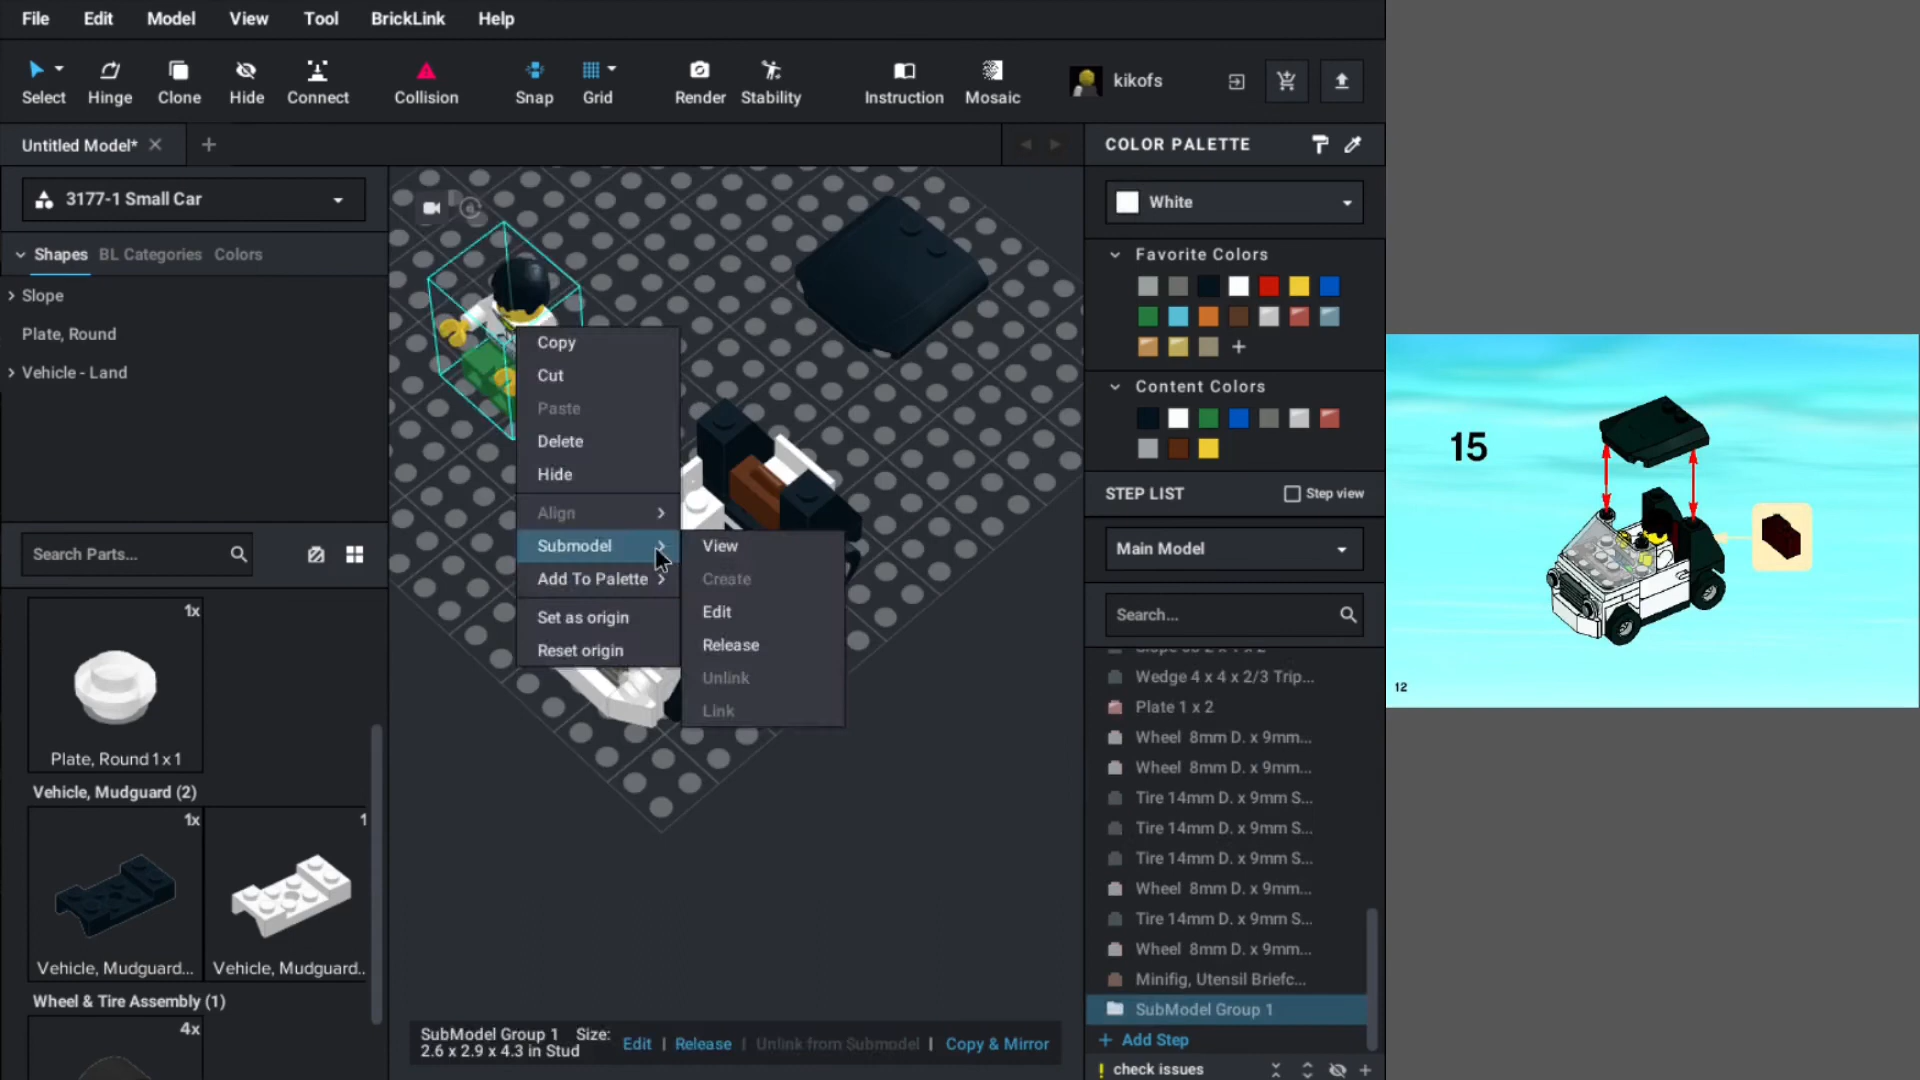 File Edit Model View Tool BrickLink Help
Select Hinge Clone Hide Connect Collision Snap Grid Render Stability Instruction Mosaic kikofs
Untitled Model*
3177-1 Small Car
Shapes BL Categories Colors
Slope
Plate, Round
Vehicle - Land
Search Parts...
1x
Plate, Round 1 x 1
Vehicle, Mudguard (2)
1x
1
Vehicle, Mudguard...
Vehicle, Mudguard..
Wheel & Tire Assembly (1)
4x
Copy
Cut
Paste
Delete
Hide
Align
Submodel
Add To Palette
Set as origin
Reset origin
View
Create
Edit
Release
Unlink
Link
SubModel Group 1 Size:
2.6 x 2.9 x 4.3 in Stud
Edit | Release | Unlink from Submodel | Copy & Mirror
COLOR PALETTE
White
Favorite Colors
Content Colors
STEP LIST
Step view
Main Model
Search...
Wedge 4 x 4 x 2/3 Trip...
Plate 1 x 2
Wheel 8mm D. x 9mm...
Wheel 8mm D. x 9mm...
Tire 14mm D. x 9mm S...
Tire 14mm D. x 9mm S...
Tire 14mm D. x 9mm S...
Wheel 8mm D. x 9mm...
Tire 14mm D. x 9mm S...
Wheel 8mm D. x 9mm...
Minifig, Utensil Briefc...
SubModel Group 1
+ Add Step
! check issues
15
12